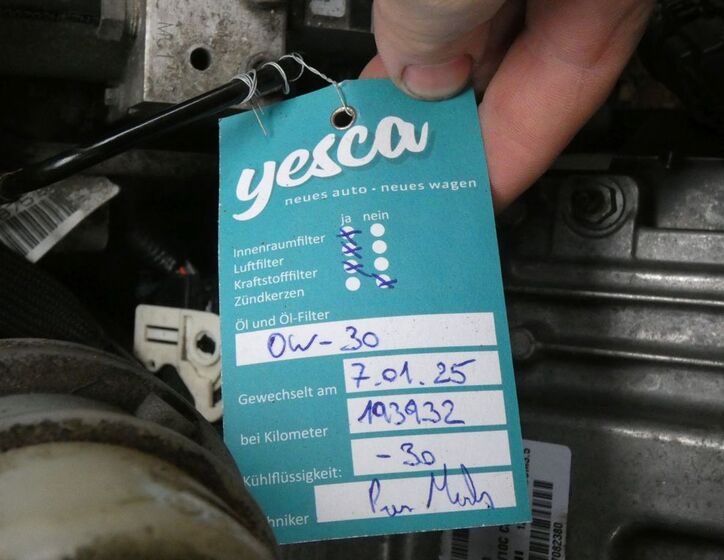 yesca
neues auto - neues wagen
ja nein
Innenraumfilter
Luftfilter
Kraftstofffilter
Zündkerzen
Öl und Öl-Filter
0W-30
Gewechselt am 7.01.25
bei Kilometer 193932
Kühlflüssigkeit: -30
chniker